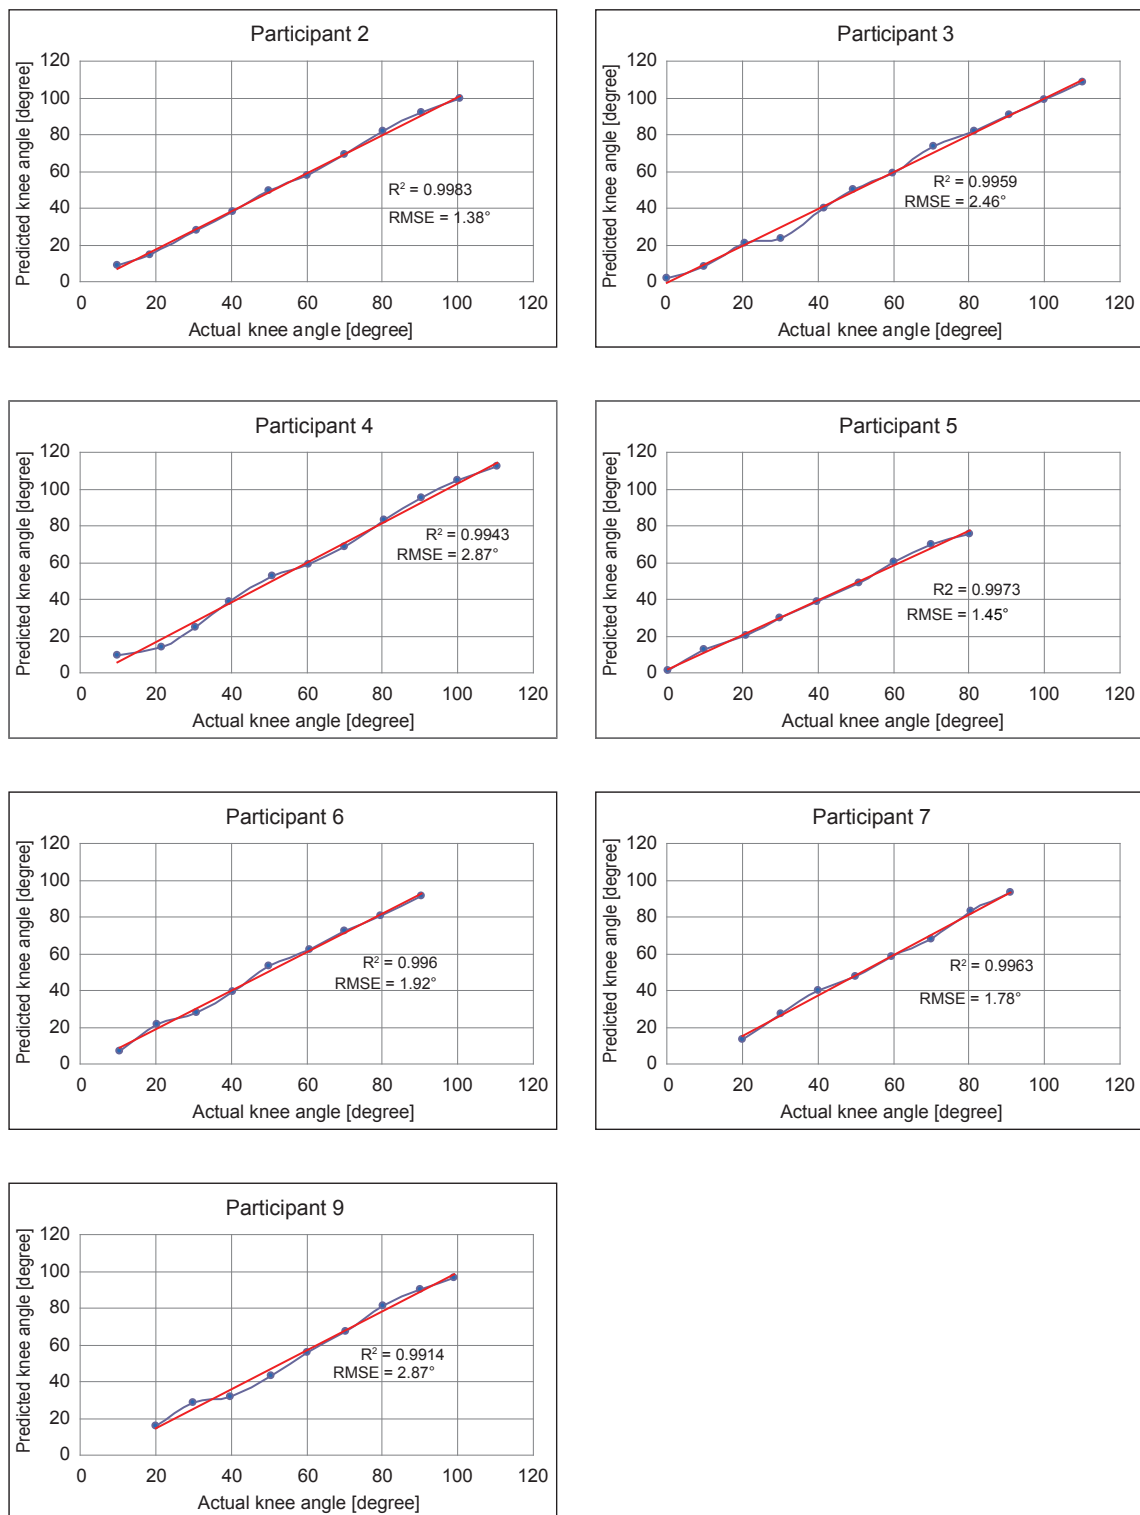 Participant 2
Predicted knee angle [degree]
120
100
80
60
40
20
0
R² = 0.9983
RMSE = 1.38°
0 20 40 60 80 100 120
Actual knee angle [degree]
Participant 3
Predicted knee angle [degree]
120
100
80
60
40
20
0
R² = 0.9959
RMSE = 2.46°
0 20 40 60 80 100 120
Actual knee angle [degree]
Participant 4
Predicted knee angle [degree]
120
100
80
60
40
20
0
R² = 0.9943
RMSE = 2.87°
0 20 40 60 80 100 120
Actual knee angle [degree]
Participant 5
Predicted knee angle [degree]
120
100
80
60
40
20
0
R2 = 0.9973
RMSE = 1.45°
0 20 40 60 80 100 120
Actual knee angle [degree]
Participant 6
Predicted knee angle [degree]
120
100
80
60
40
20
0
R² = 0.996
RMSE = 1.92°
0 20 40 60 80 100 120
Actual knee angle [degree]
Participant 7
Predicted knee angle [degree]
120
100
80
60
40
20
0
R² = 0.9963
RMSE = 1.78°
0 20 40 60 80 100 120
Actual knee angle [degree]
Participant 9
Predicted knee angle [degree]
120
100
80
60
40
20
0
R² = 0.9914
RMSE = 2.87°
0 20 40 60 80 100 120
Actual knee angle [degree]